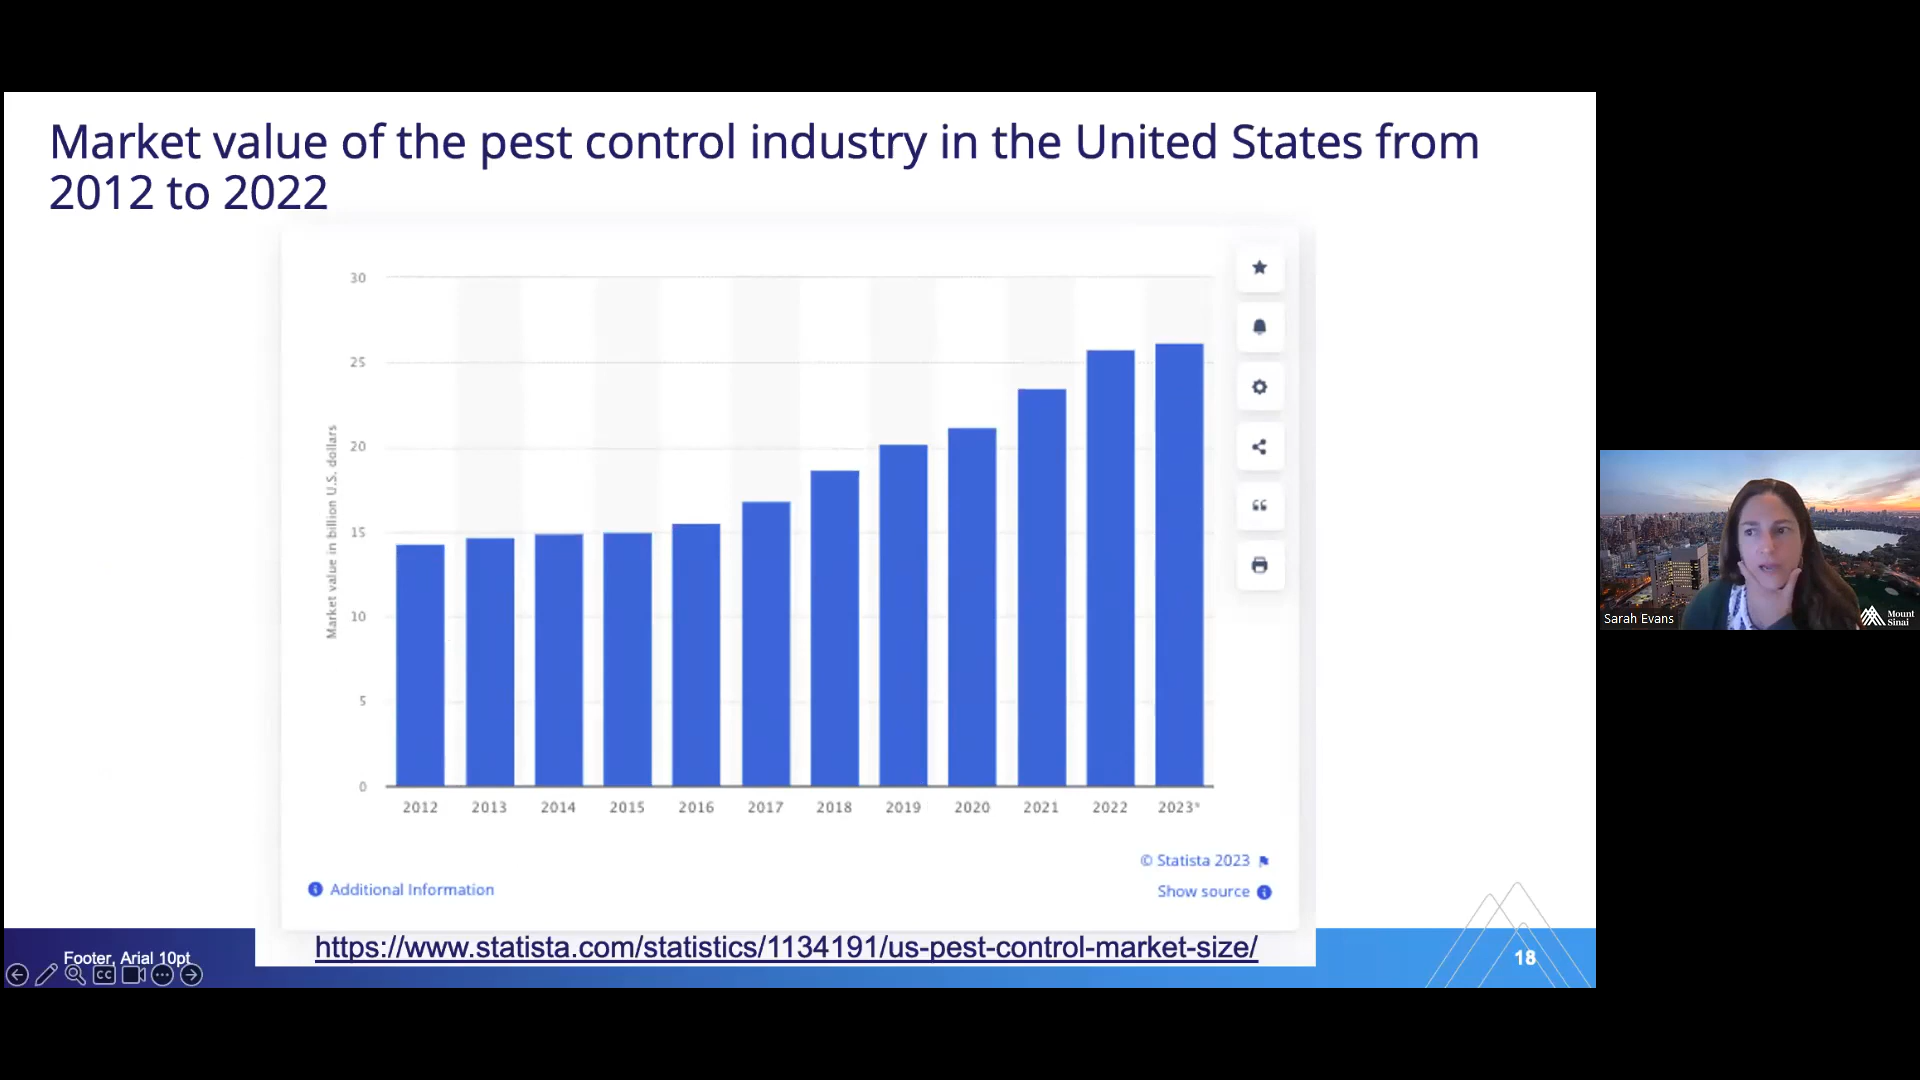 Market value of the pest control industry in the United States from
2012 to 2022
Market value in billion U.S. dollars
30
25
20
15
10
5
0
2012 2013 2014 2015 2016 2017 2018 2019 2020 2021 2022 2023*
© Statista 2023
Additional Information
Show source
https://www.statista.com/statistics/1134191/us-pest-control-market-size/
Footer, Arial 10pt
CC
18
Sarah Evans
Mount
Sinai